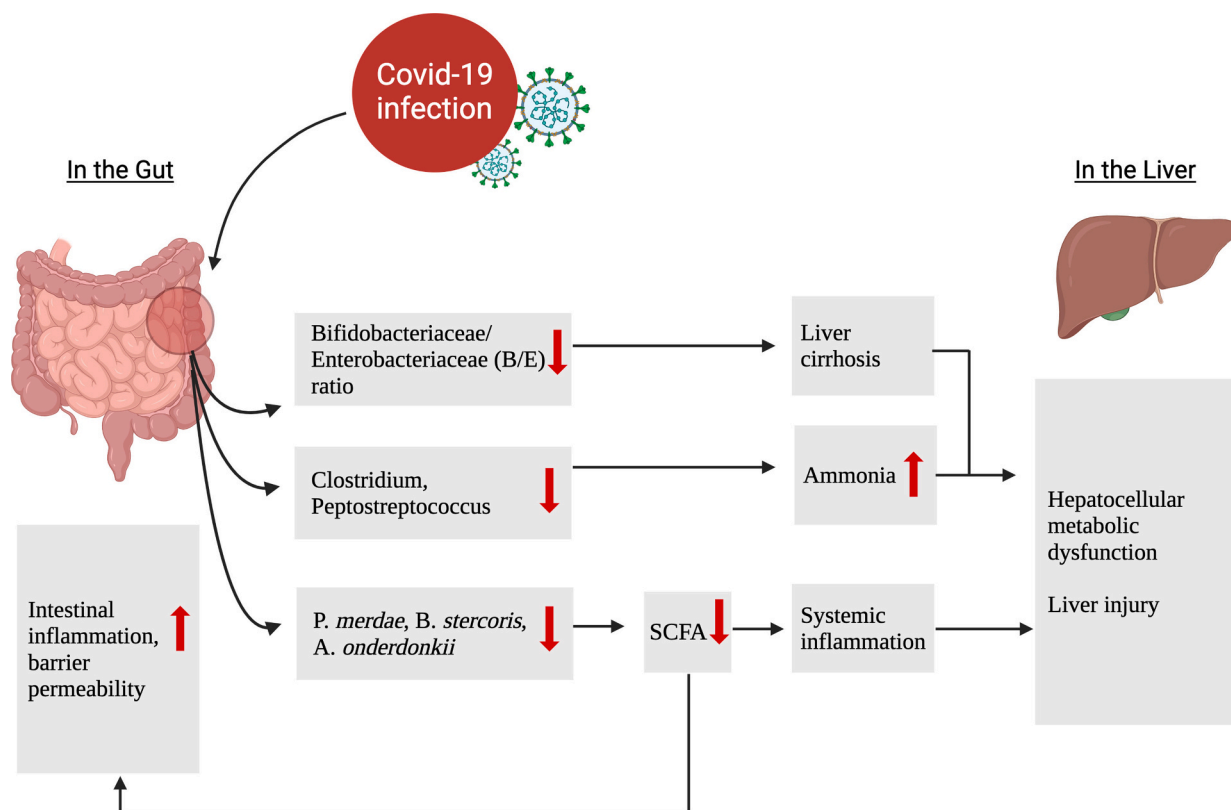 Covid-19
infection
In the Gut
In the Liver
Bifidobacteriaceae/
Enterobacteriaceae (B/E)
ratio
Liver
cirrhosis
Clostridium,
Peptostreptococcus
Ammonia
Hepatocellular
metabolic
dysfunction
Liver injury
Intestinal
inflammation,
barrier
permeability
P. merdae, B. stercoris,
A. onderdonkii
SCFA
Systemic
inflammation